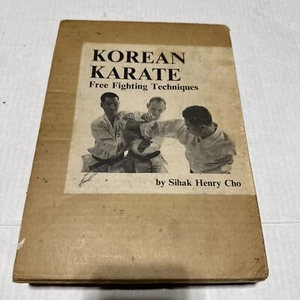 KOREAN
KARATE
Free Fighting Techniques
by Sihak Henry Cho